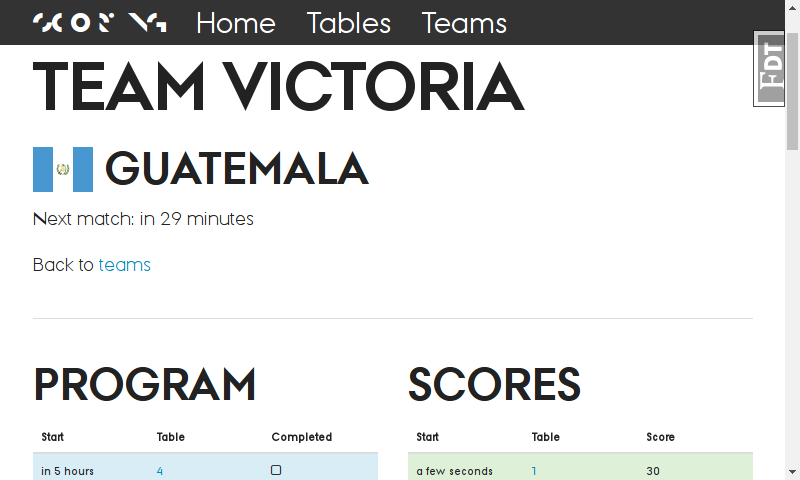 SCORING Home Tables Teams
FDT
TEAM VICTORIA
GUATEMALA
Next match: in 29 minutes
Back to teams
PROGRAM
SCORES
Start Table Completed
Start Table Score
in 5 hours 4
a few seconds 1 30